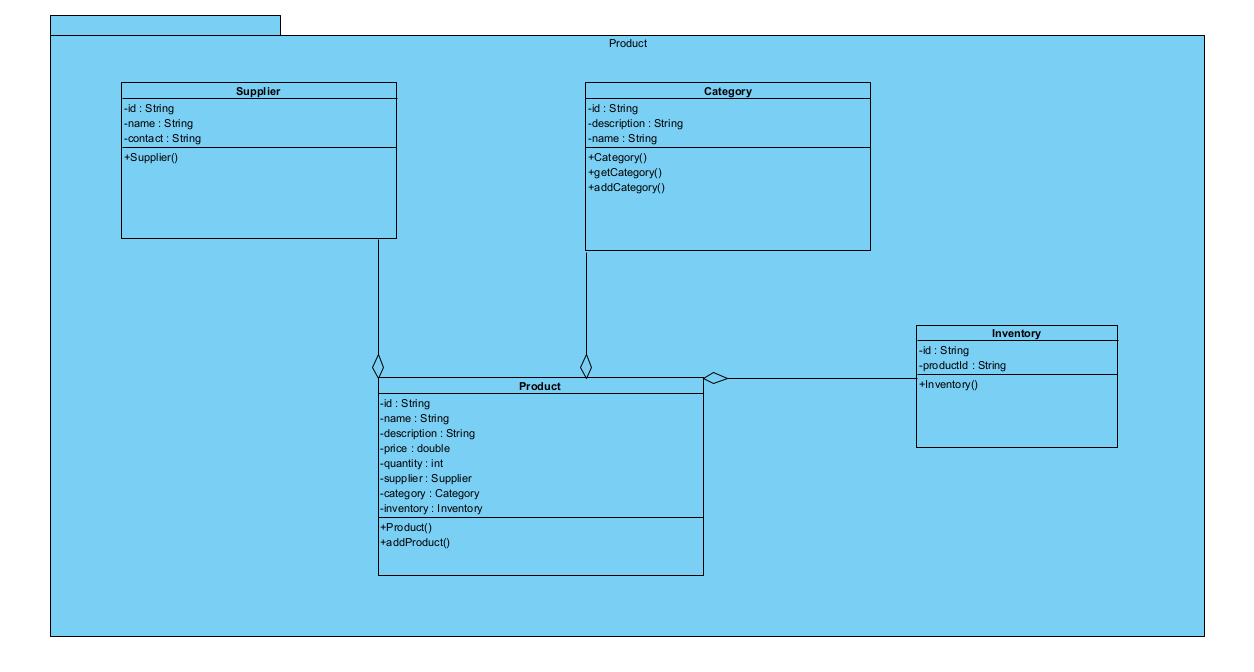 Product
Supplier
-id : String
-name : String
-contact : String
+Supplier()
Category
-id : String
-description : String
-name : String
+Category()
+getCategory()
+addCategory()
Inventory
-id : String
-productId : String
+Inventory()
Product
-id : String
-name : String
-description : String
-price : double
-quantity : int
-supplier : Supplier
-category : Category
-inventory : Inventory
+Product()
+addProduct()